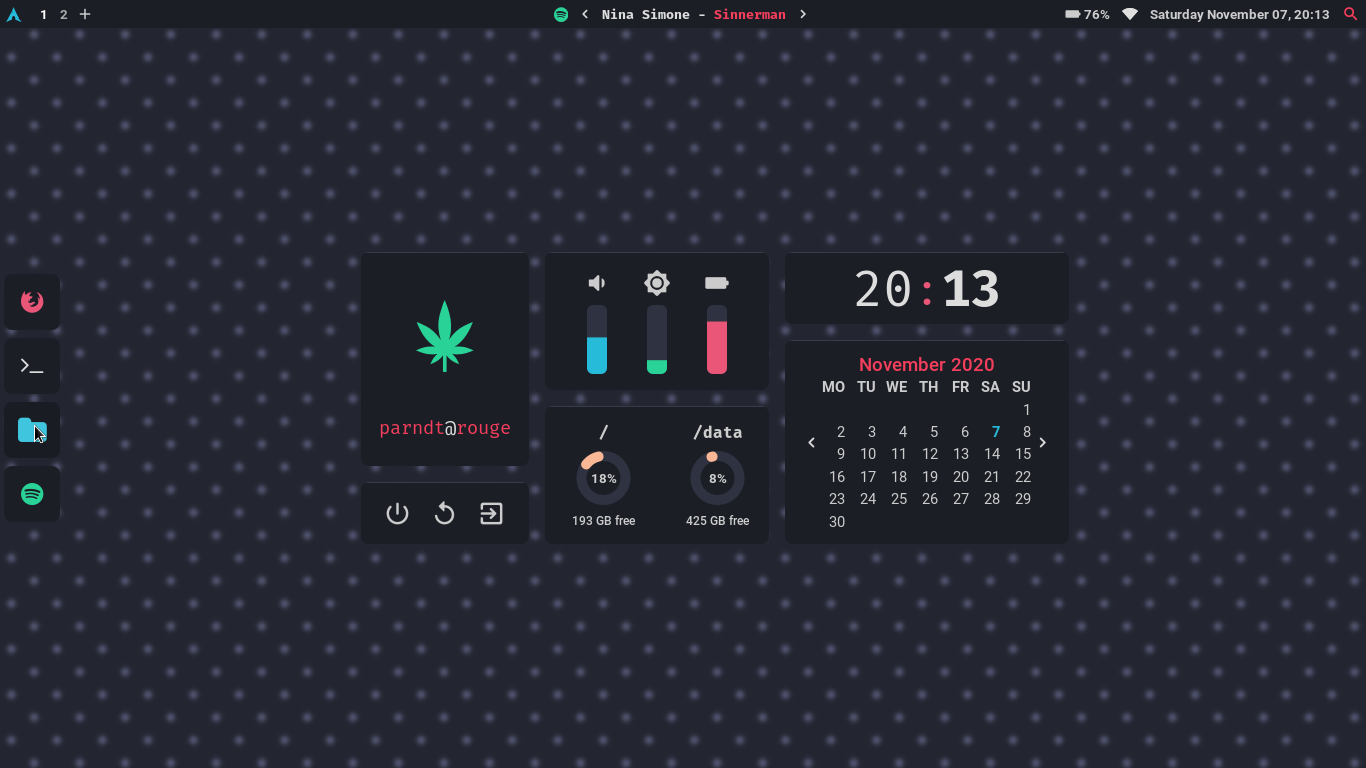 1 2 +
Nina Simone - Sinnerman
76%
Saturday November 07, 20:13
parndt@rouge
/ /data
18% 8%
193 GB free 425 GB free
20:13
November 2020
MO TU WE TH FR SA SU
1
2 3 4 5 6 7 8
9 10 11 12 13 14 15
16 17 18 19 20 21 22
23 24 25 26 27 28 29
30